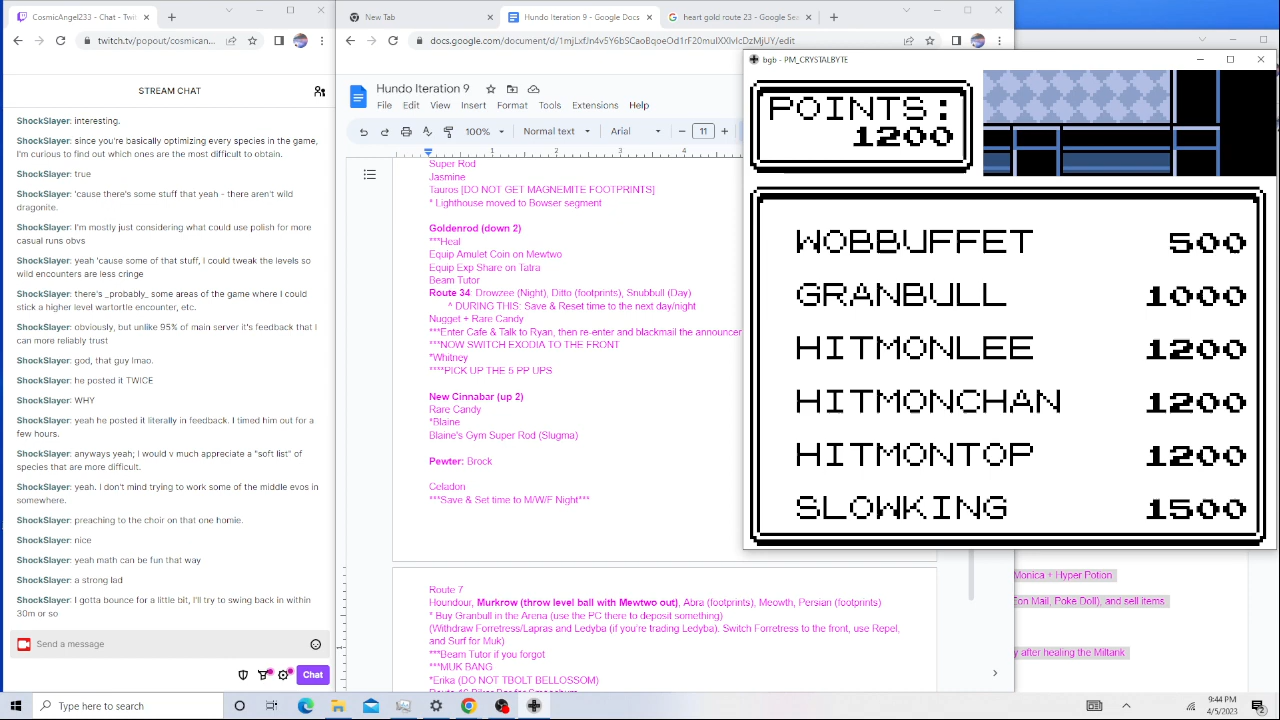 CosmicAngel233 - Chat - Twit
New Tab
Hundo Iteration 9 - Google Docs
heart gold route 23 - Google Sea
twitch.tv/popout/cosmican...
docs.google.com/document/d/1mjLxfJn4v5Y6bSCaoBqoeOd1rF20mulXXlvlcDzMjUY/edit
STREAM CHAT
ShockSlayer: interesting.
ShockSlayer: since you're basically optimizing every species in the game,
I'm curious to find out which ones are the most difficult to obtain.
ShockSlayer: true
ShockSlayer: 'cause there's some stuff that yeah - there aren't wild
dragonite.
ShockSlayer: I'm mostly just considering what could use polish for more
casual runs obvs
ShockSlayer: yeah 'cause some of that stuff, I could tweak the levels so
wild encounters are less cringe
ShockSlayer: there's _probably_ some areas of the game where I could
stick a higher level wartortle encounter, etc.
ShockSlayer: obviously, but unlike 95% of main server it's feedback that I
can more reliably trust
ShockSlayer: god, that guy lmao.
ShockSlayer: he posted it TWICE
ShockSlayer: WHY
ShockSlayer: yeah he posted it literally in feedback. I timed him out for a
few hours.
ShockSlayer: anyways yeah; I would v much appreciate a "soft list" of
species that are more difficult.
ShockSlayer: yeah. I don't mind trying to work some of the middle evos in
somewhere.
ShockSlayer: preaching to the choir on that one homie.
ShockSlayer: nice
ShockSlayer: yeah math can be fun that way
ShockSlayer: a strong lad
ShockSlayer: I gotta bounce for a little bit, I'll try to swing back in within
30m or so
Send a message
Chat
Hundo Iteration 9
File Edit View Insert Format Tools Extensions Help
100% Normal text Arial 11
1 2 3 4
Super Rod
Jasmine
Tauros [DO NOT GET MAGNEMITE FOOTPRINTS]
* Lighthouse moved to Bowser segment
Goldenrod (down 2)
***Heal
Equip Amulet Coin on Mewtwo
Equip Exp Share on Tatra
Beam Tutor
Route 34: Drowzee (Night), Ditto (footprints), Snubbull (Day)
^ DURING THIS: Save & Reset time to the next day/night
Nugget + Rare Candy
***Enter Cafe & Talk to Ryan, then re-enter and blackmail the announcer
***NOW SWITCH EXODIA TO THE FRONT
*Whitney
****PICK UP THE 5 PP UPS
New Cinnabar (up 2)
Rare Candy
*Blaine
Blaine's Gym Super Rod (Slugma)
Pewter: Brock
Celadon
***Save & Set time to M/W/F Night***
Route 7
Houndour, Murkrow (throw level ball with Mewtwo out), Abra (footprints), Meowth, Persian (footprints)
* Buy Granbull in the Arena (use the PC there to deposit something)
(Withdraw Forretress/Lapras and Ledyba (if you're trading Ledyba). Switch Forretress to the front, use Repel,
and Surf for Muk)
***Beam Tutor if you forgot
***MUK BANG
*Erika (DO NOT TBOLT BELLOSSOM)
bgb - PM_CRYSTALBYTE
POINTS:
1200
WOBBUFFET 500
GRANBULL 1000
HITMONLEE 1200
HITMONCHAN 1200
HITMONTOP 1200
SLOWKING 1500
Monica + Hyper Potion
Eon Mail, Poke Doll), and sell items
y after healing the Miltank
Type here to search
9:44 PM
4/5/2023
2